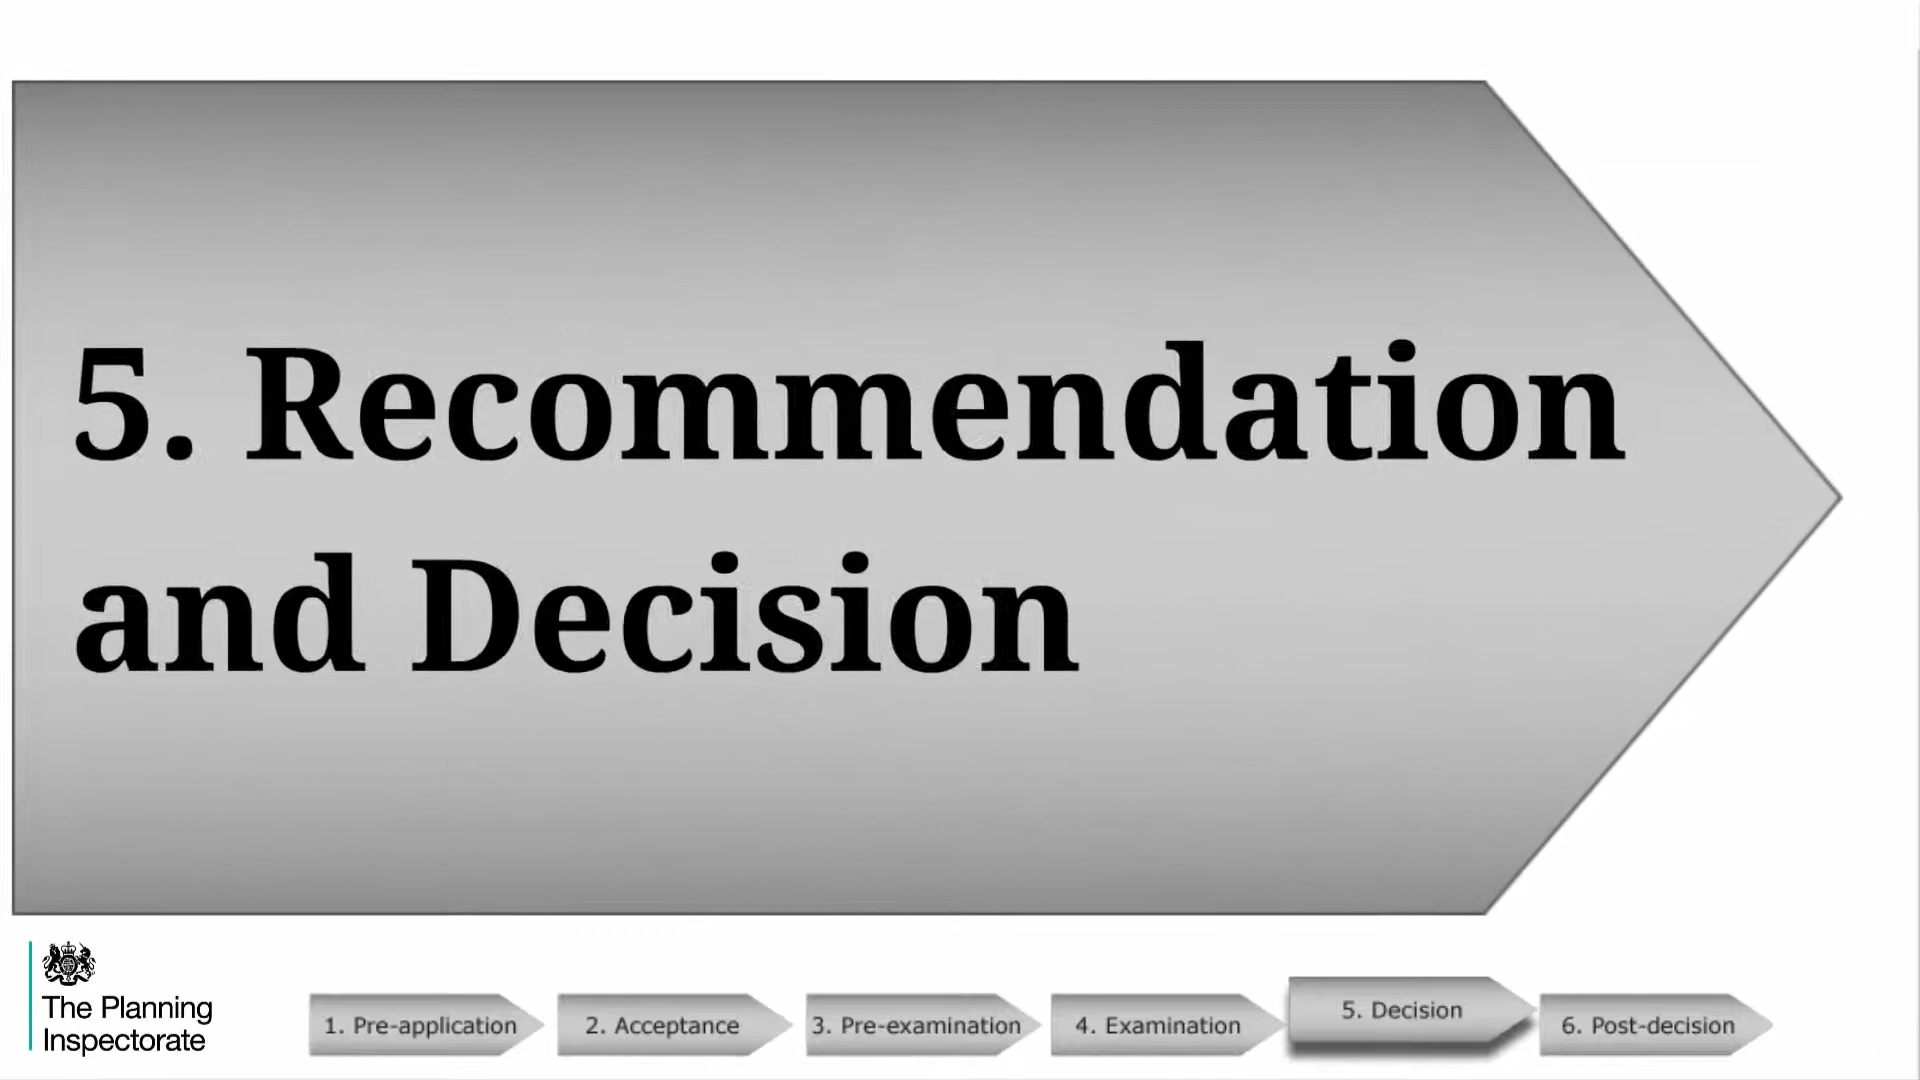 5. Recommendation
and Decision
The Planning
Inspectorate
1. Pre-application
2. Acceptance
3. Pre-examination
4. Examination
5. Decision
6. Post-decision